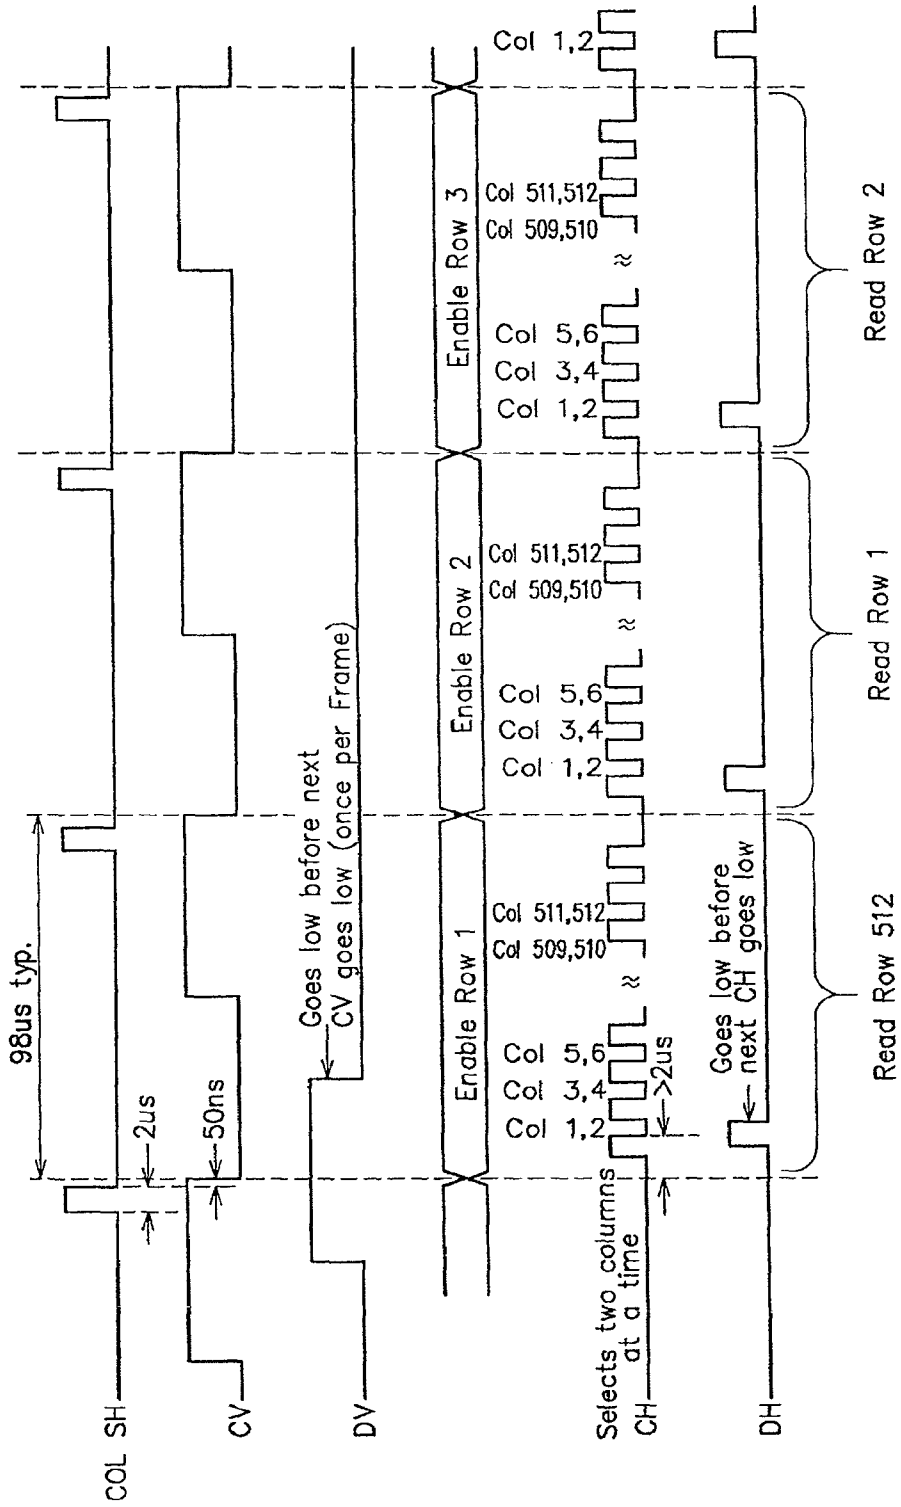 COL SH
98us typ.
2us
CV
50ns
DV
Goes low before next
CV goes low (once per Frame)
Enable Row 1
Enable Row 2
Enable Row 3
Selects two columns
at a time
CH
Col 1,2
Col 3,4
Col 5,6
≈
Col 509,510
Col 511,512
Col 1,2
Col 3,4
Col 5,6
≈
Col 509,510
Col 511,512
Col 1,2
Col 3,4
Col 5,6
≈
Col 509,510
Col 511,512
Col 1,2
>2us
DH
Goes low before
next CH goes low
Read Row 512
Read Row 1
Read Row 2